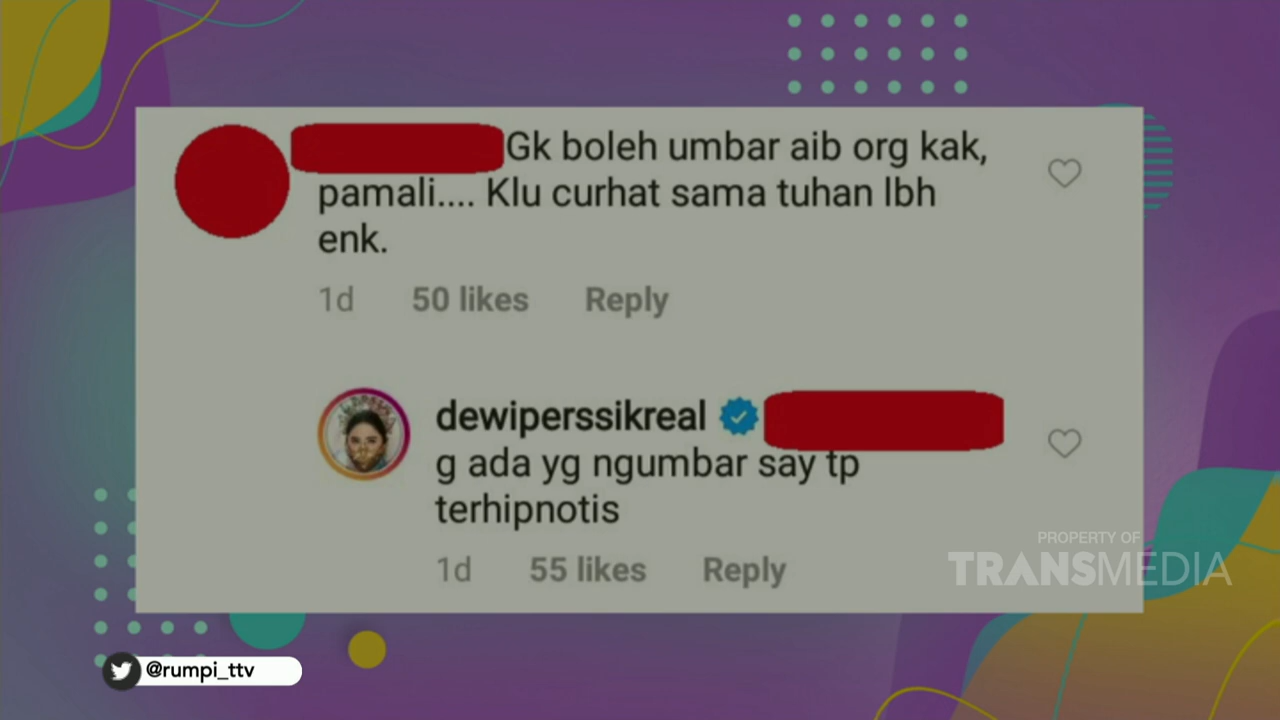 Gk boleh umbar aib org kak,
pamali.... Klu curhat sama tuhan lbh
enk.
1d 50 likes Reply
dewiperssikreal
g ada yg ngumbar say tp
terhipnotis
1d 55 likes Reply
PROPERTY OF
TRANSMEDIA
@rumpi_ttv